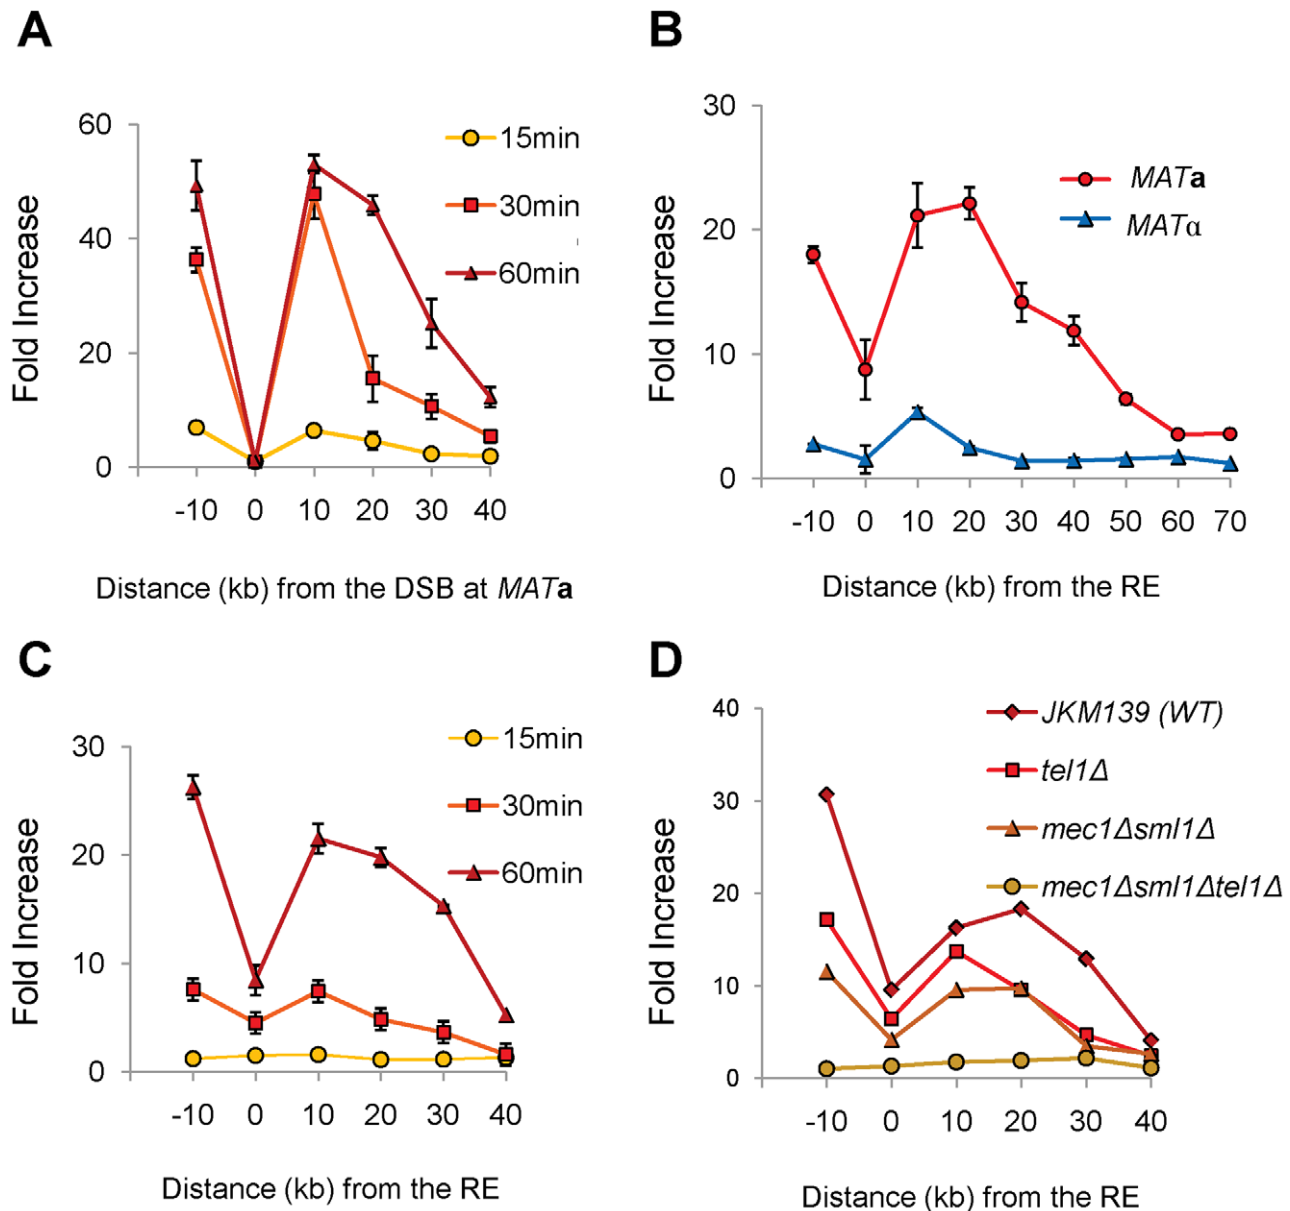 A
60
40
20
0
Fold Increase
15min
30min
60min
-10 0 10 20 30 40
Distance (kb) from the DSB at MATa
B
30
20
10
0
Fold Increase
MATa
MATα
-10 0 10 20 30 40 50 60 70
Distance (kb) from the RE
C
30
20
10
0
Fold Increase
15min
30min
60min
-10 0 10 20 30 40
Distance (kb) from the RE
D
40
30
20
10
0
Fold Increase
JKM139 (WT)
tel1Δ
mec1Δsml1Δ
mec1Δsml1Δtel1Δ
-10 0 10 20 30 40
Distance (kb) from the RE